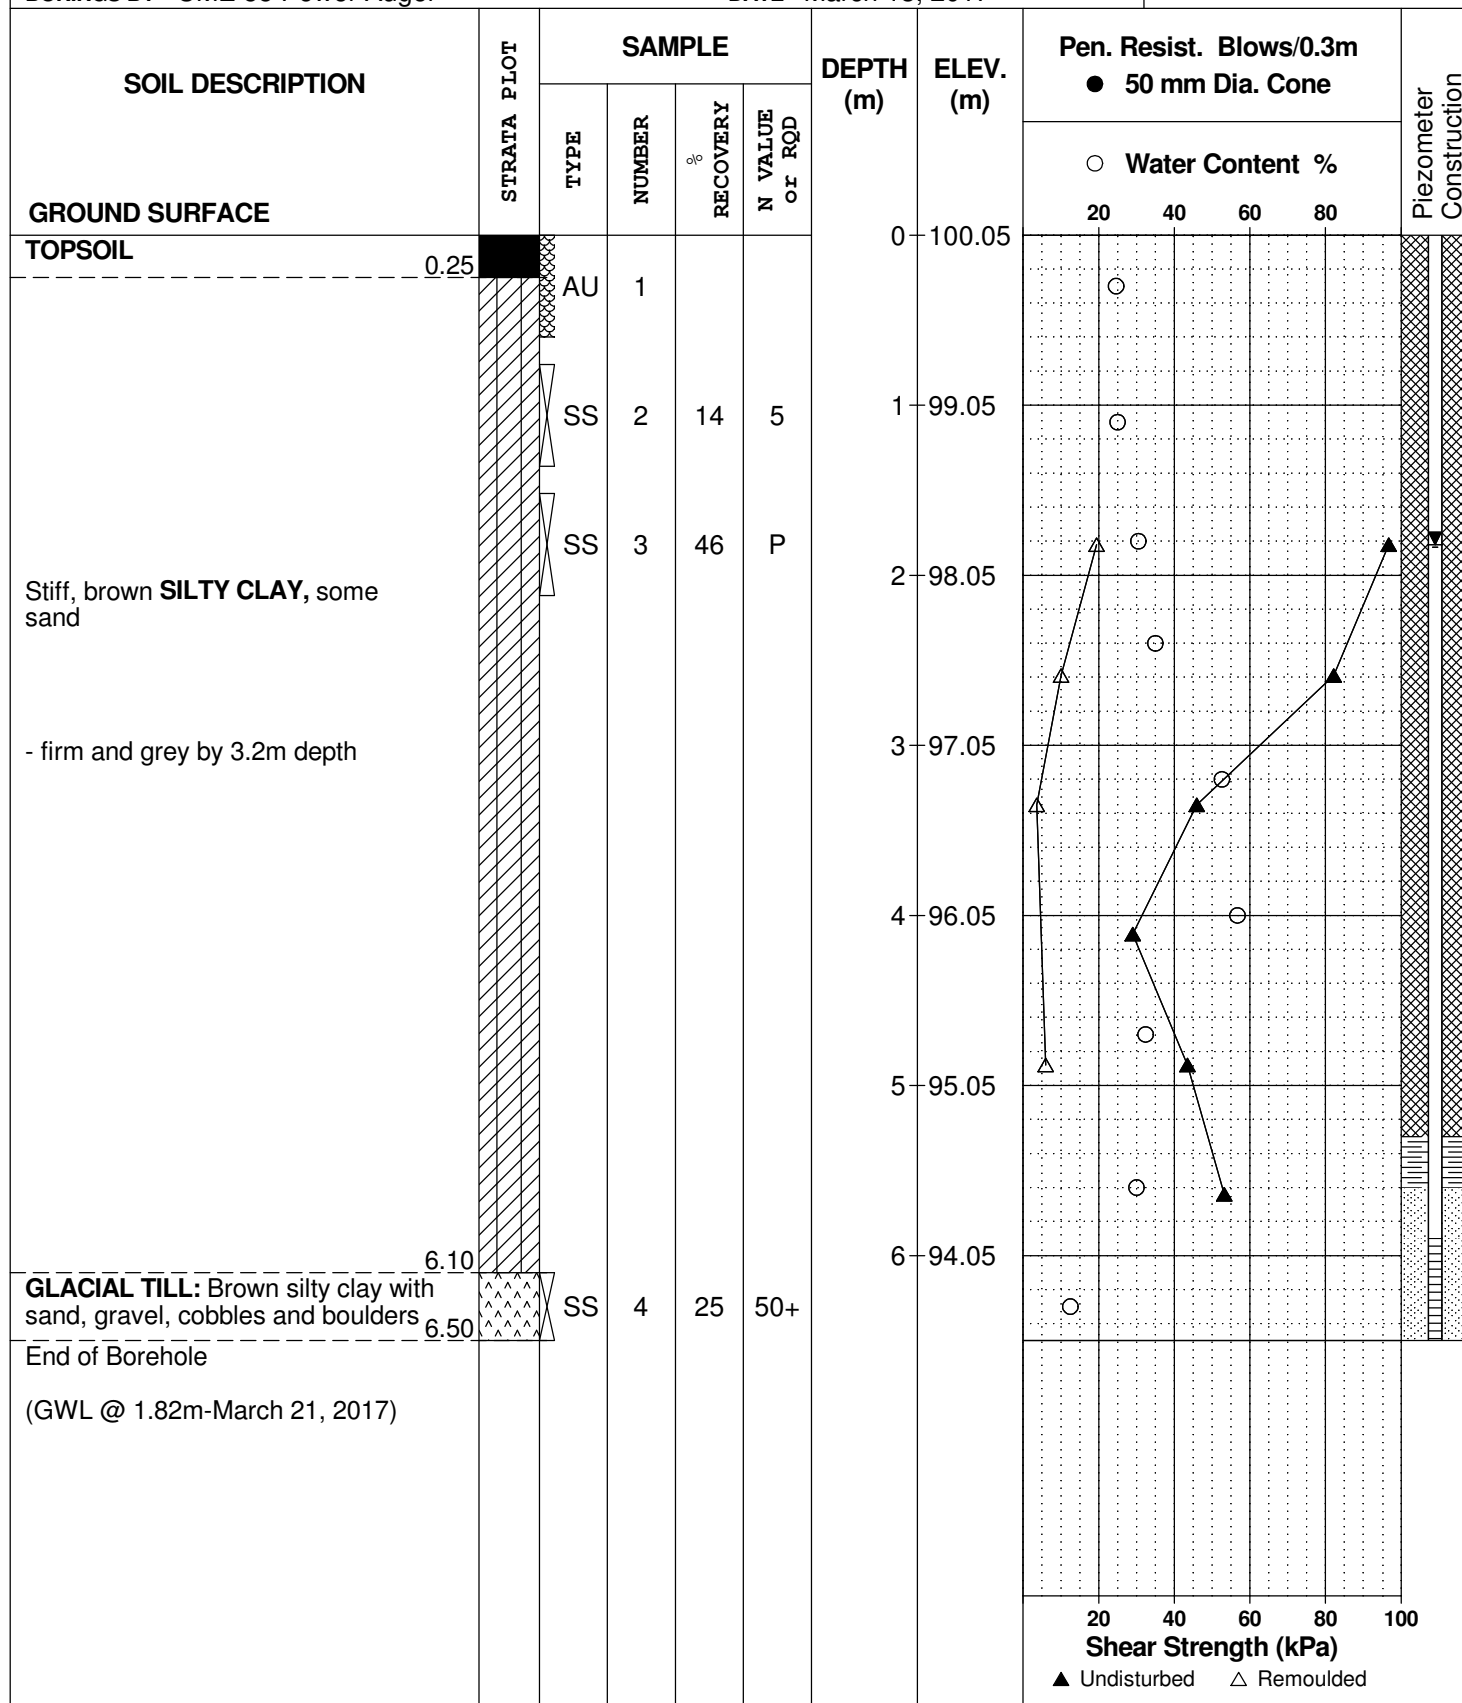 SOIL DESCRIPTION
GROUND SURFACE
STRATA PLOT
SAMPLE
TYPE
NUMBER
%
RECOVERY
N VALUE
or RQD
DEPTH
(m)
ELEV.
(m)
Pen. Resist. Blows/0.3m
● 50 mm Dia. Cone
○ Water Content %
20 40 60 80
Piezometer
Construction
TOPSOIL
0.25
0 100.05
AU 1
SS 2 14 5
1 99.05
SS 3 46 P
2 98.05
Stiff, brown SILTY CLAY, some
sand
- firm and grey by 3.2m depth
3 97.05
4 96.05
5 95.05
6 94.05
6.10
GLACIAL TILL: Brown silty clay with
sand, gravel, cobbles and boulders
6.50
SS 4 25 50+
End of Borehole
(GWL @ 1.82m-March 21, 2017)
20 40 60 80 100
Shear Strength (kPa)
▲ Undisturbed △ Remoulded